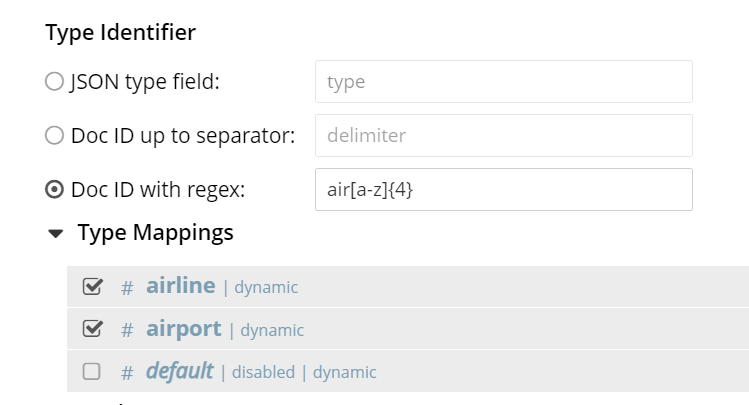 Type Identifier
JSON type field: type
Doc ID up to separator: delimiter
Doc ID with regex: air[a-z]{4}
Type Mappings
# airline | dynamic
# airport | dynamic
# default | disabled | dynamic